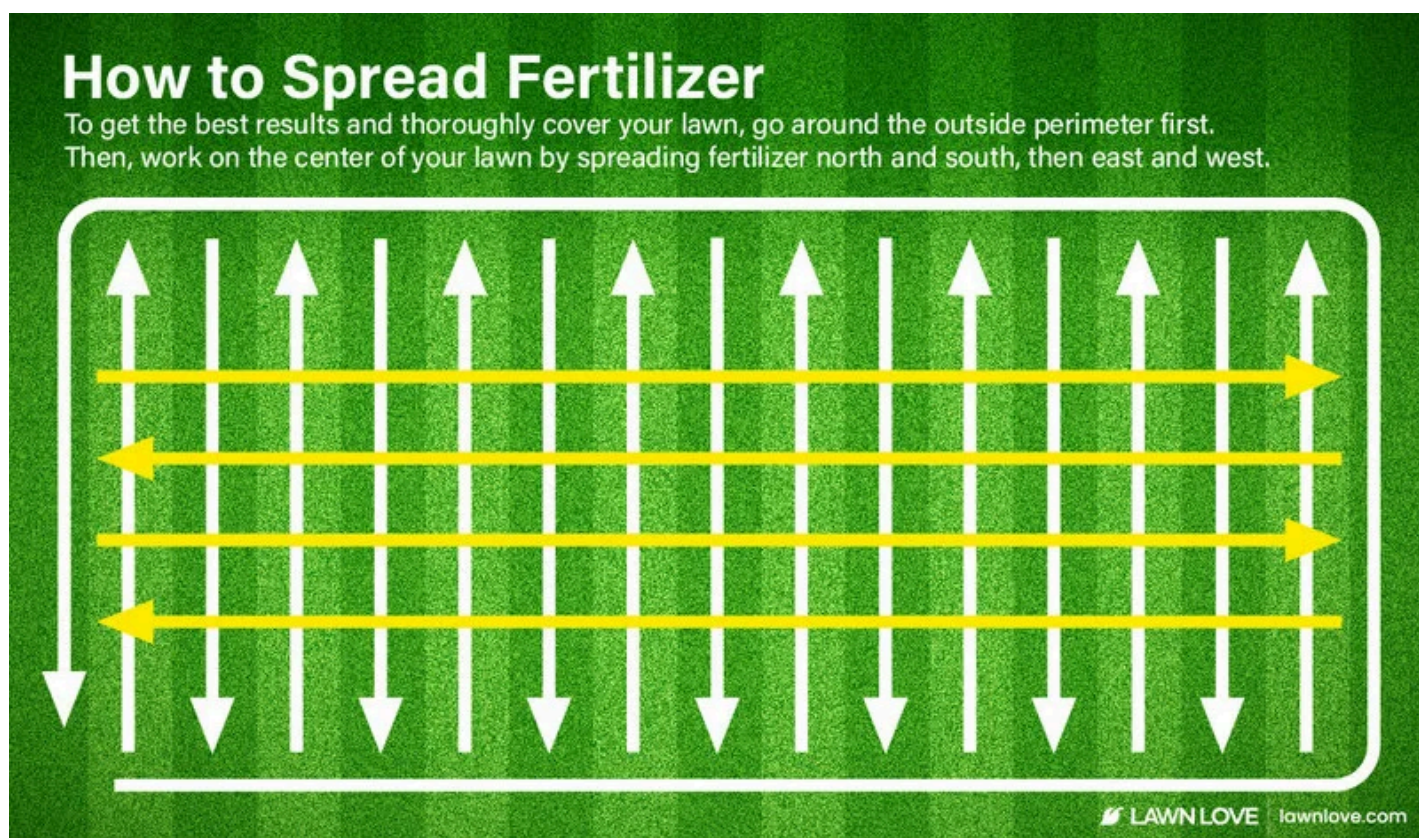 How to Spread Fertilizer
To get the best results and thoroughly cover your lawn, go around the outside perimeter first.
Then, work on the center of your lawn by spreading fertilizer north and south, then east and west.
LAWN LOVE lawnlove.com